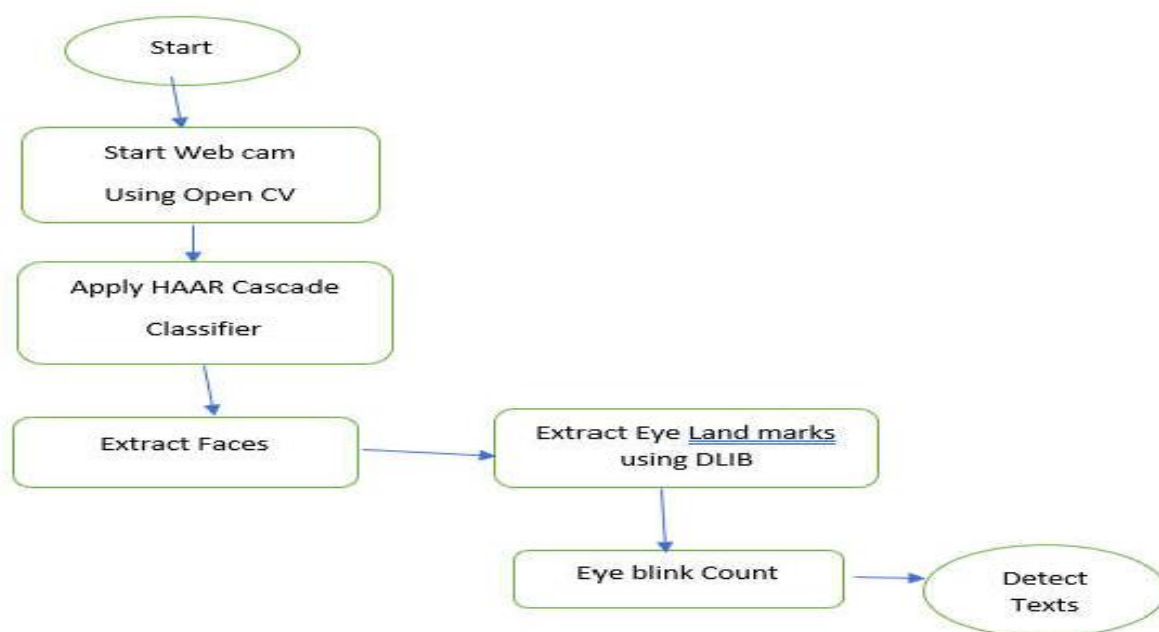 Start
Start Web cam
Using Open CV
Apply HAAR Cascade
Classifier
Extract Faces
Extract Eye Land marks
using DLIB
Eye blink Count
Detect
Texts